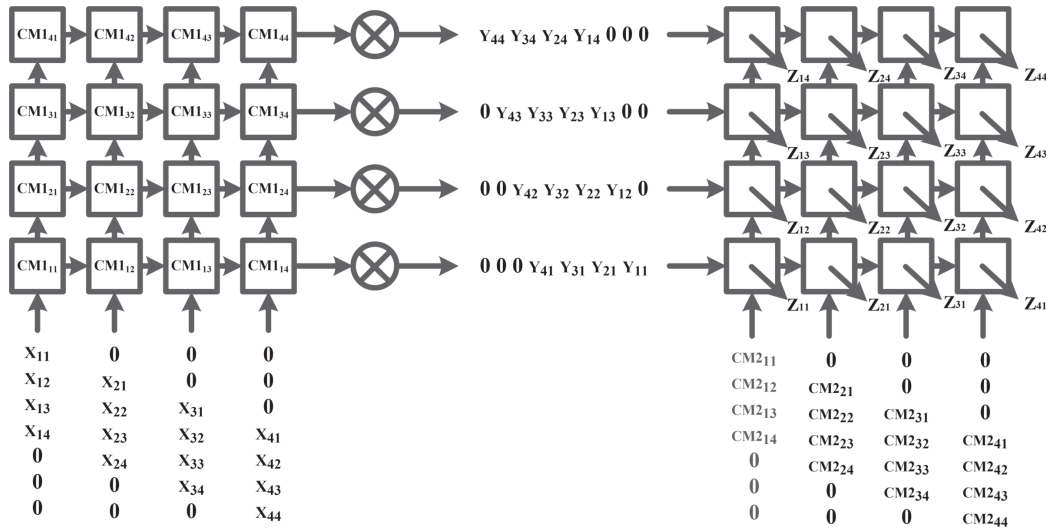 CM1₄₁ CM1₄₂ CM1₄₃ CM1₄₄ Y₄₄ Y₃₄ Y₂₄ Y₁₄ 0 0 0
Z₁₄ Z₂₄ Z₃₄ Z₄₄
CM1₃₁ CM1₃₂ CM1₃₃ CM1₃₄ 0 Y₄₃ Y₃₃ Y₂₃ Y₁₃ 0 0
Z₁₃ Z₂₃ Z₃₃ Z₄₃
CM1₂₁ CM1₂₂ CM1₂₃ CM1₂₄ 0 0 Y₄₂ Y₃₂ Y₂₂ Y₁₂ 0
Z₁₂ Z₂₂ Z₃₂ Z₄₂
CM1₁₁ CM1₁₂ CM1₁₃ CM1₁₄ 0 0 0 Y₄₁ Y₃₁ Y₂₁ Y₁₁
Z₁₁ Z₂₁ Z₃₁ Z₄₁
X₁₁ 0 0 0 CM2₁₁ 0 0 0
X₁₂ X₂₁ 0 0 CM2₁₂ CM2₂₁ 0 0
X₁₃ X₂₂ X₃₁ 0 CM2₁₃ CM2₂₂ CM2₃₁ 0
X₁₄ X₂₃ X₃₂ X₄₁ CM2₁₄ CM2₂₃ CM2₃₂ CM2₄₁
0 X₂₄ X₃₃ X₄₂ 0 CM2₂₄ CM2₃₃ CM2₄₂
0 0 X₃₄ X₄₃ 0 0 CM2₃₄ CM2₄₃
0 0 0 X₄₄ 0 0 0 CM2₄₄